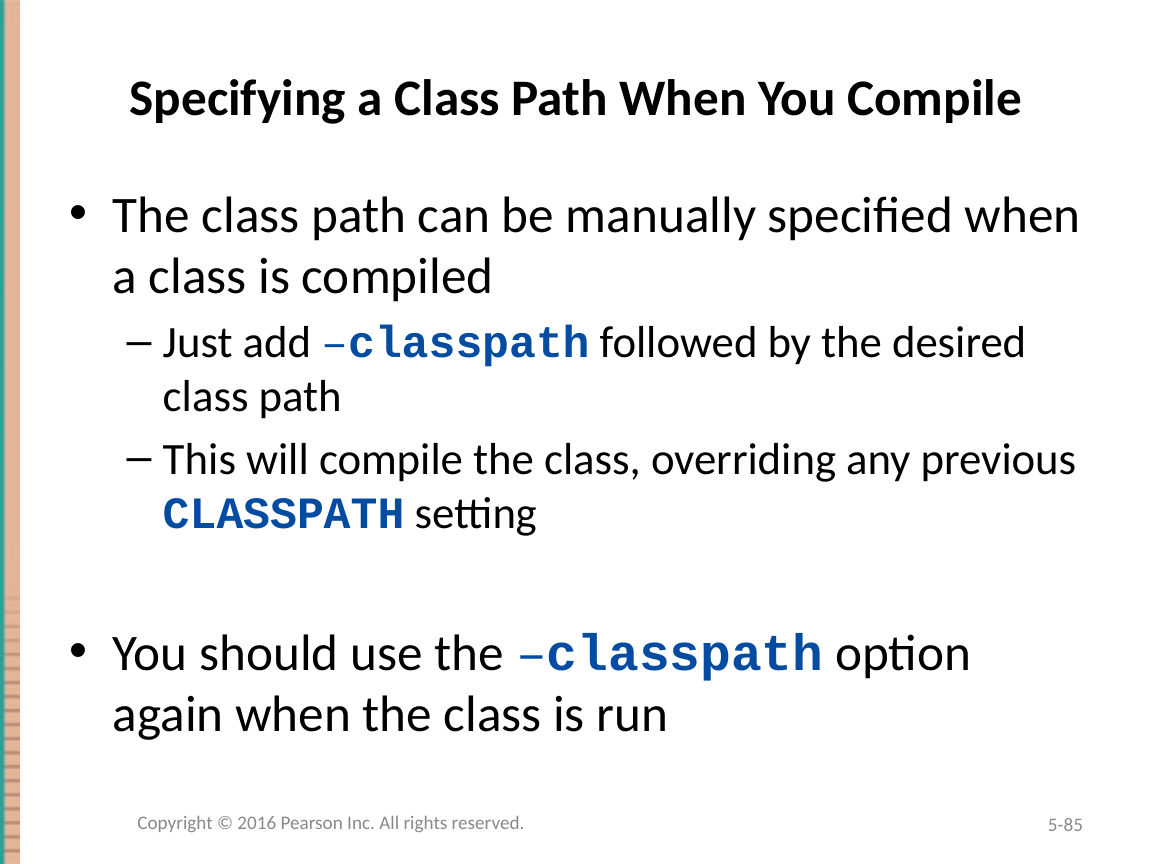 Specifying a Class Path When You Compile
• The class path can be manually specified when
a class is compiled
– Just add –classpath followed by the desired
class path
– This will compile the class, overriding any previous
CLASSPATH setting
• You should use the –classpath option
again when the class is run
Copyright © 2016 Pearson Inc. All rights reserved.
5-85